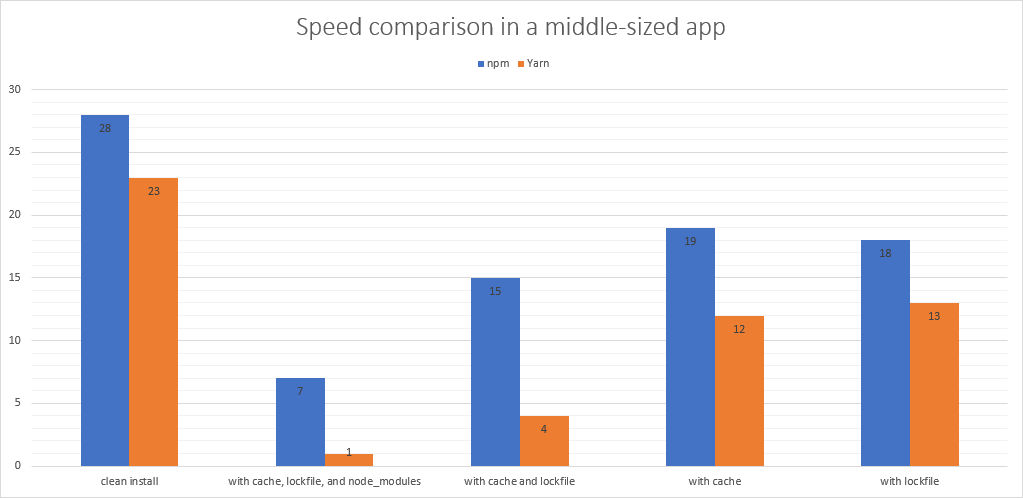 Speed comparison in a middle-sized app
npm Yarn
30
25
20
15
10
5
0
28
23
7
1
15
4
19
12
18
13
clean install
with cache, lockfile, and node_modules
with cache and lockfile
with cache
with lockfile